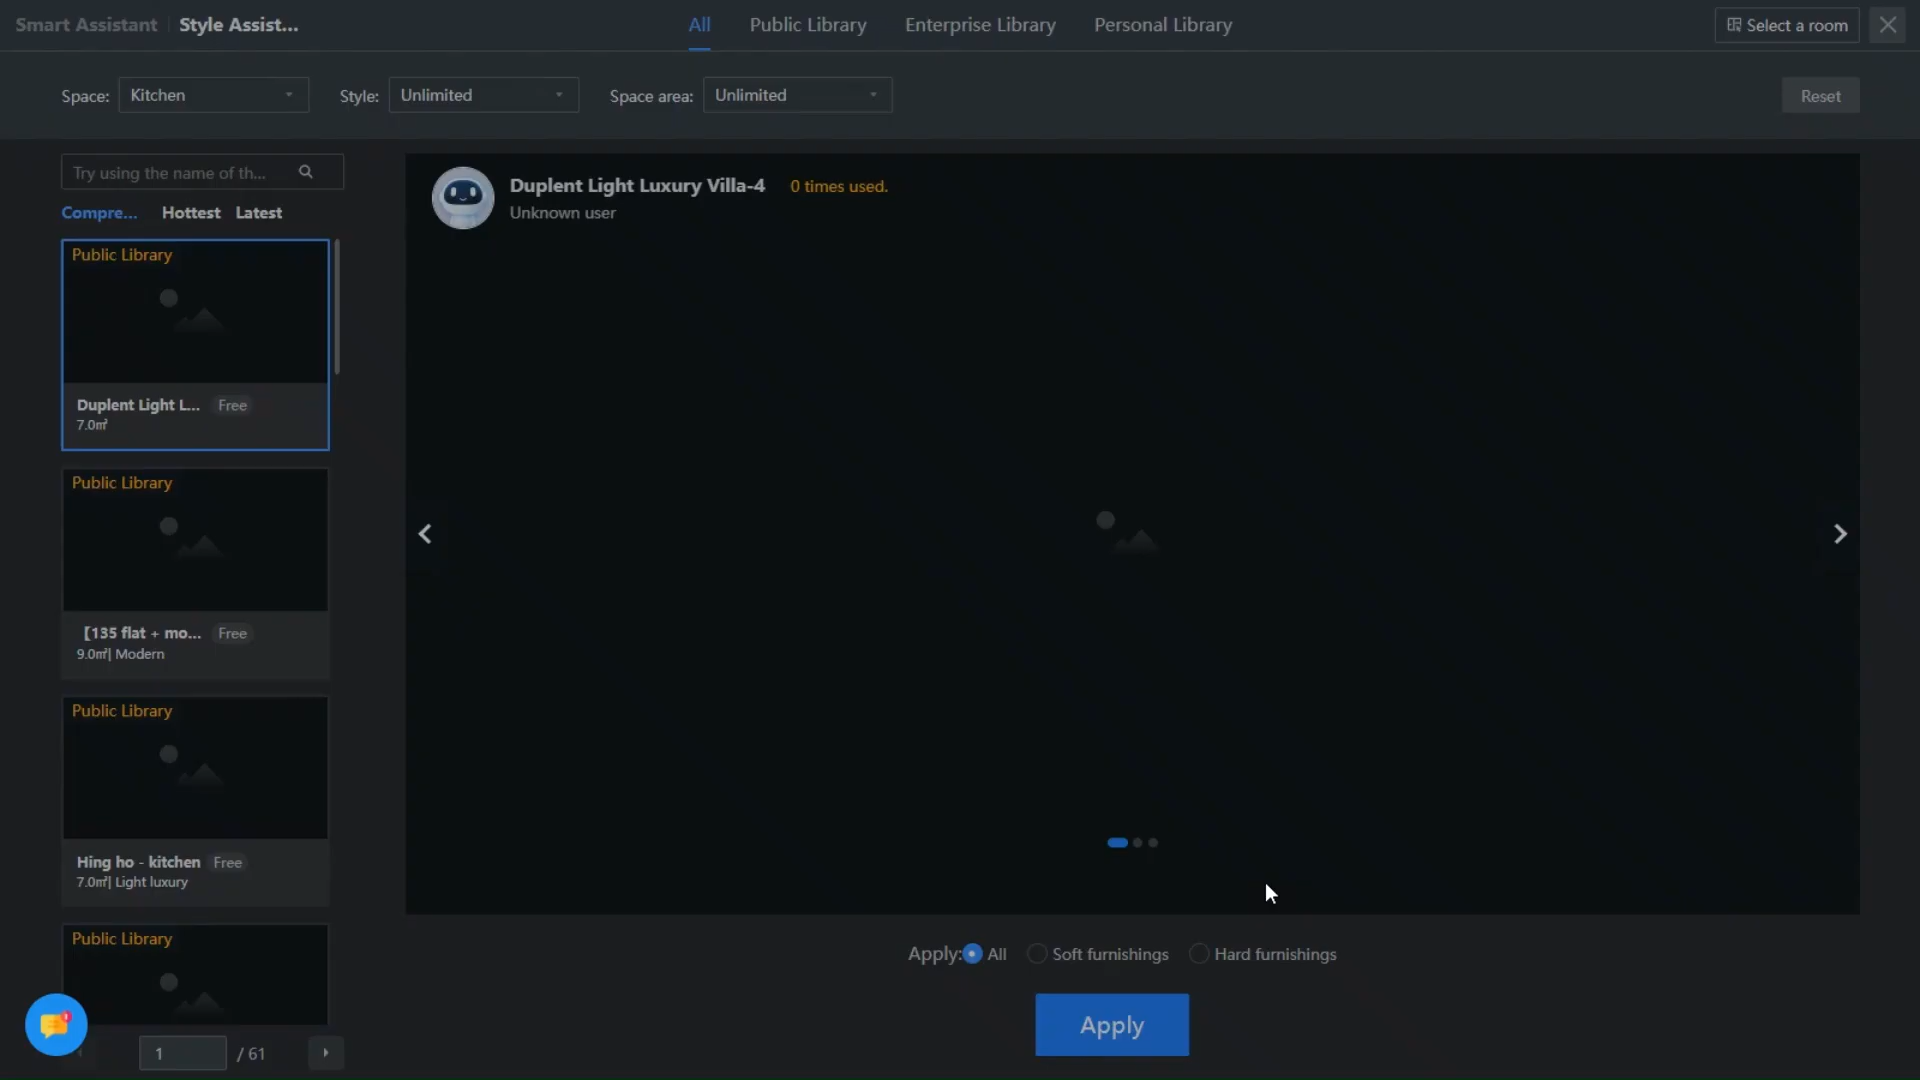 Smart Assistant
Style Assist...
All
Public Library
Enterprise Library
Personal Library
Select a room
Space:
Kitchen
Style:
Unlimited
Space area:
Unlimited
Reset
Try using the name of th...
Compre...
Hottest
Latest
Public Library
Duplent Light L...
Free
7.0㎡
Public Library
[135 flat + mo...
Free
9.0㎡| Modern
Public Library
Hing ho - kitchen
Free
7.0㎡| Light luxury
Public Library
1
/ 61
Duplent Light Luxury Villa-4
0 times used.
Unknown user
Apply:
All
Soft furnishings
Hard furnishings
Apply